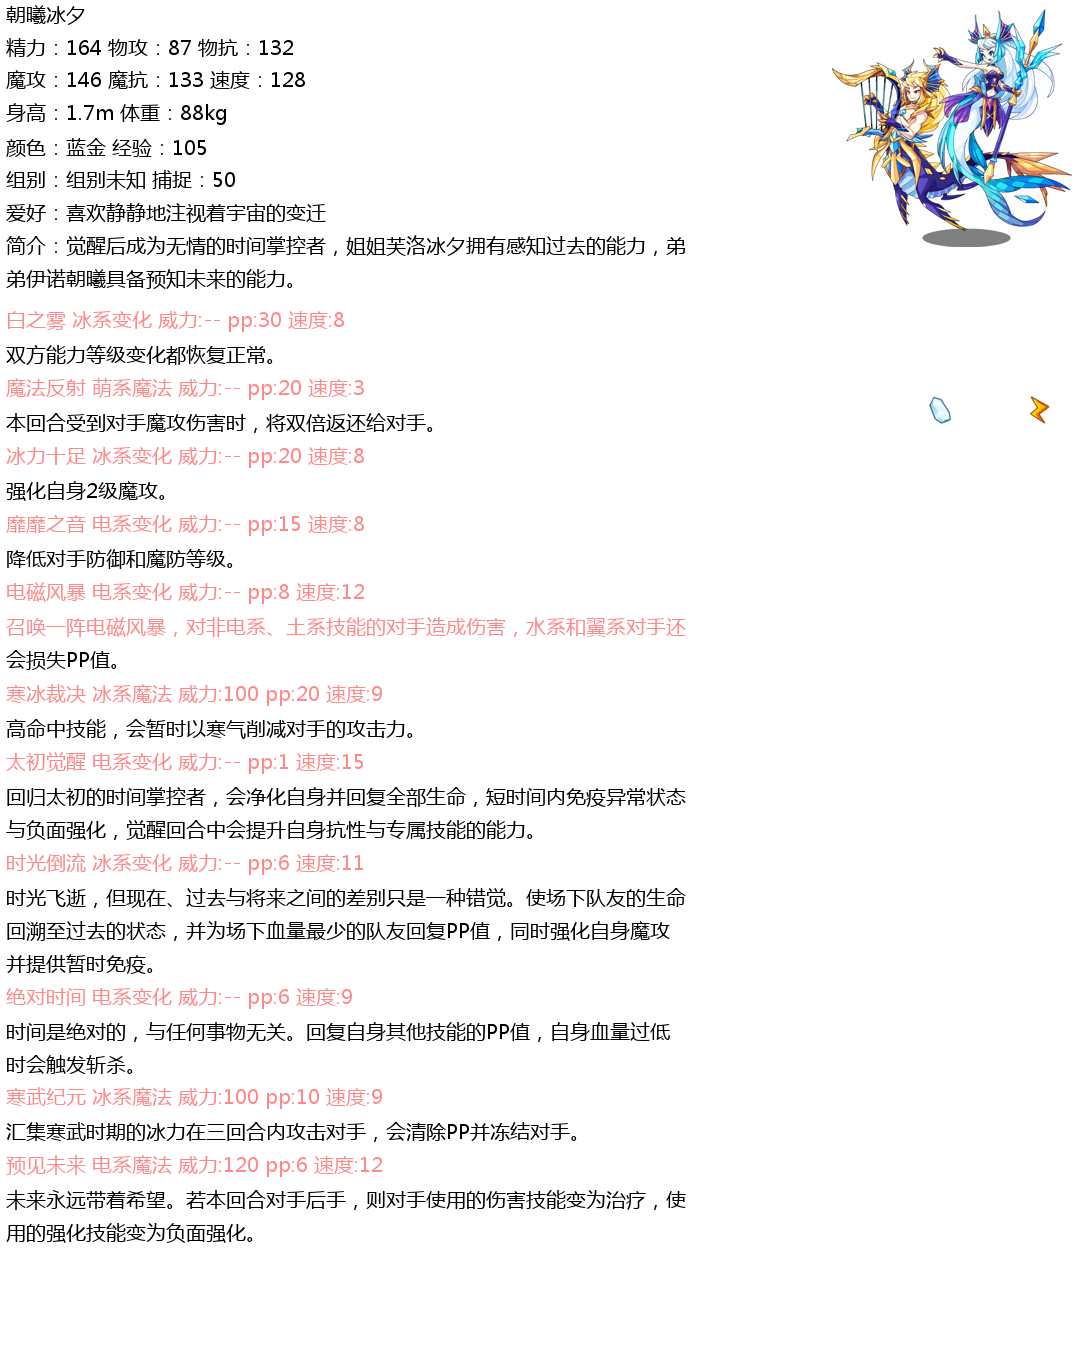 朝曦冰夕
精力：164 物攻：87 物抗：132
魔攻：146 魔抗：133 速度：128
身高：1.7m 体重：88kg
颜色：蓝金 经验：105
组别：组别未知 捕捉：50
爱好：喜欢静静地注视着宇宙的变迁
简介：觉醒后成为无情的时间掌控者，姐姐芙洛冰夕拥有感知过去的能力，弟
弟伊诺朝曦具备预知未来的能力。
白之雾 冰系变化 威力:-- pp:30 速度:8
双方能力等级变化都恢复正常。
魔法反射 萌系魔法 威力:-- pp:20 速度:3
本回合受到对手魔攻伤害时，将双倍返还给对手。
冰力十足 冰系变化 威力:-- pp:20 速度:8
强化自身2级魔攻。
靡靡之音 电系变化 威力:-- pp:15 速度:8
降低对手防御和魔防等级。
电磁风暴 电系变化 威力:-- pp:8 速度:12
召唤一阵电磁风暴，对非电系、土系技能的对手造成伤害，水系和翼系对手还
会损失PP值。
寒冰裁决 冰系魔法 威力:100 pp:20 速度:9
高命中技能，会暂时以寒气削减对手的攻击力。
太初觉醒 电系变化 威力:-- pp:1 速度:15
回归太初的时间掌控者，会净化自身并回复全部生命，短时间内免疫异常状态
与负面强化，觉醒回合中会提升自身抗性与专属技能的能力。
时光倒流 冰系变化 威力:-- pp:6 速度:11
时光飞逝，但现在、过去与将来之间的差别只是一种错觉。使场下队友的生命
回溯至过去的状态，并为场下血量最少的队友回复PP值，同时强化自身魔攻
并提供暂时免疫。
绝对时间 电系变化 威力:-- pp:6 速度:9
时间是绝对的，与任何事物无关。回复自身其他技能的PP值，自身血量过低
时会触发斩杀。
寒武纪元 冰系魔法 威力:100 pp:10 速度:9
汇集寒武时期的冰力在三回合内攻击对手，会清除PP并冻结对手。
预见未来 电系魔法 威力:120 pp:6 速度:12
未来永远带着希望。若本回合对手后手，则对手使用的伤害技能变为治疗，使
用的强化技能变为负面强化。